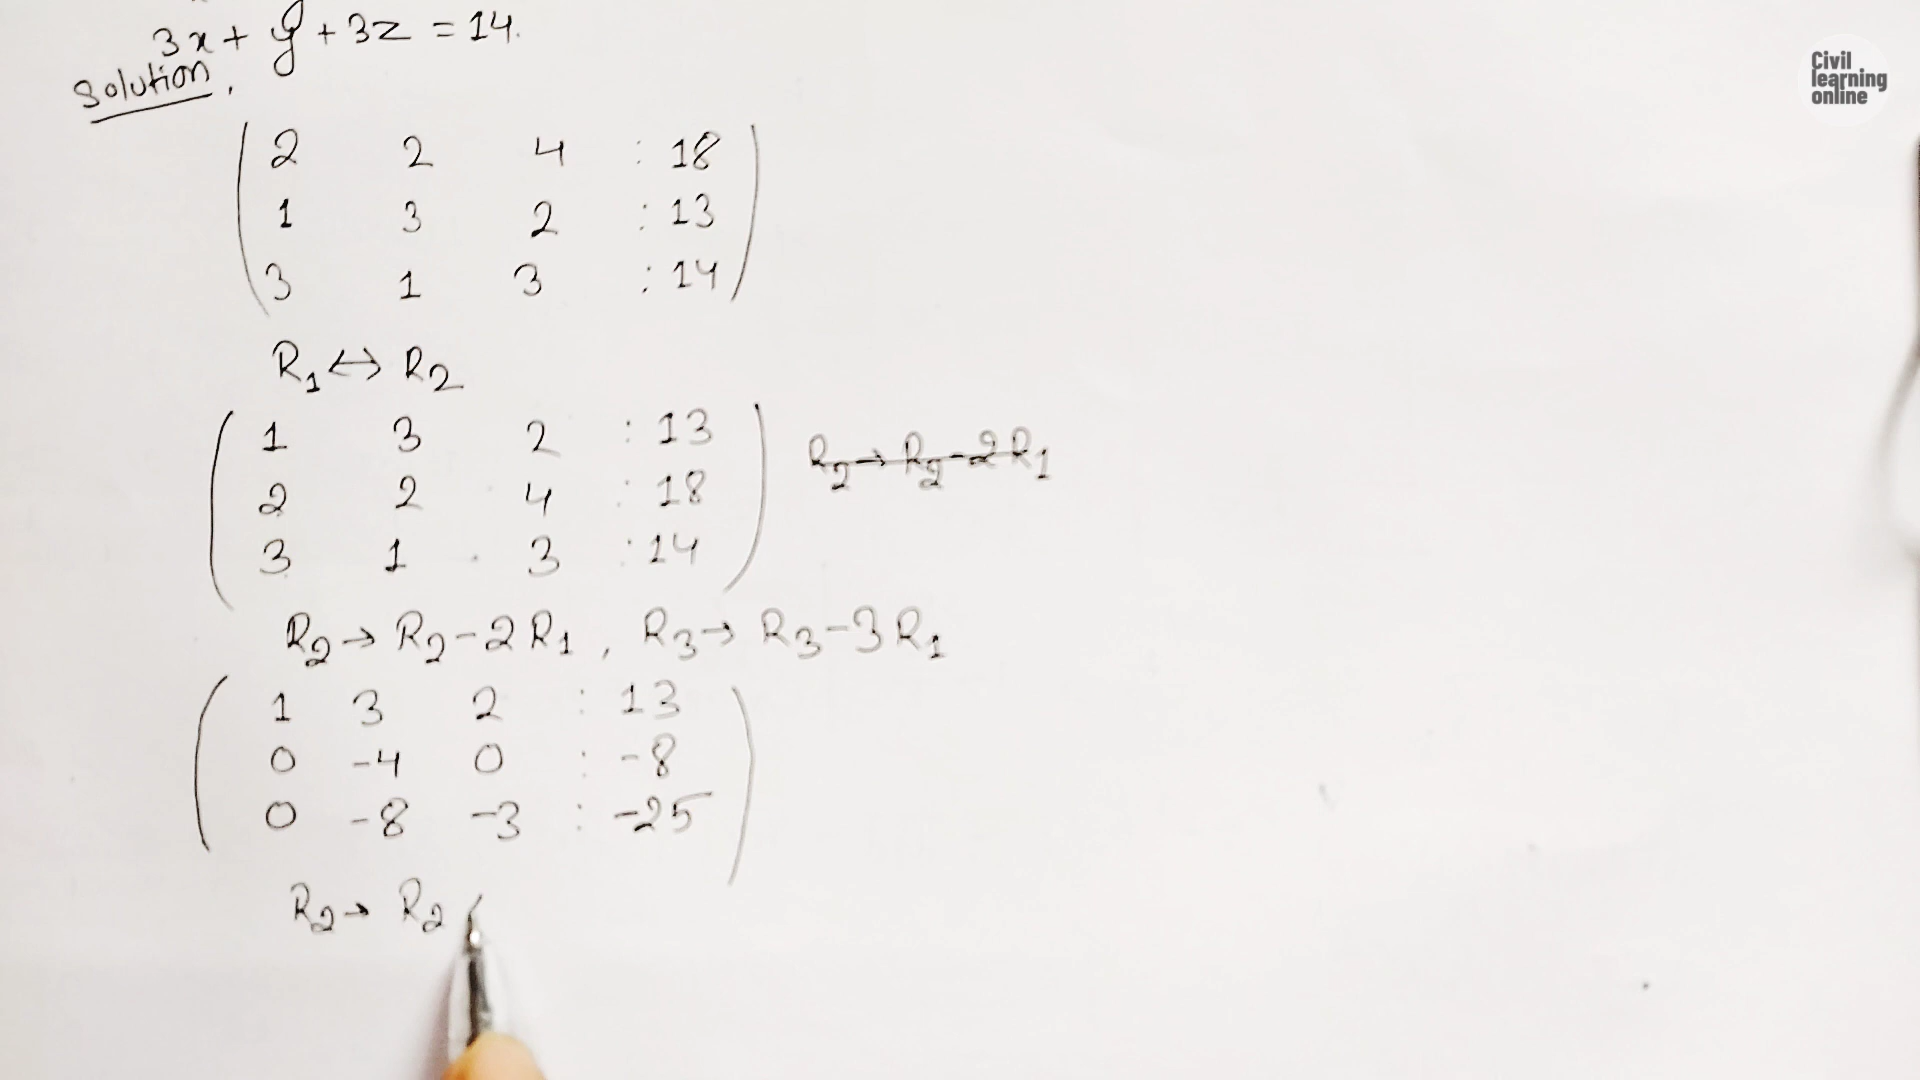 3x + y + 3z = 14.
Solution,
2 2 4 : 18
1 3 2 : 13
3 1 3 : 14
R₁ ↔ R₂
1 3 2 : 13
2 2 4 : 18
3 1 3 : 14
R₂ → R₂ - 2R₁
R₂ → R₂ - 2R₁, R₃ → R₃ - 3R₁
1 3 2 : 13
0 -4 0 : -8
0 -8 -3 : -25
R₂ → R₂
Civil
learning
online